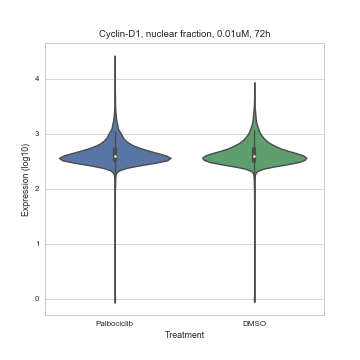 Cyclin-D1, nuclear fraction, 0.01uM, 72h
Expression (log10)
4
3
2
1
0
Palbociclib
DMSO
Treatment